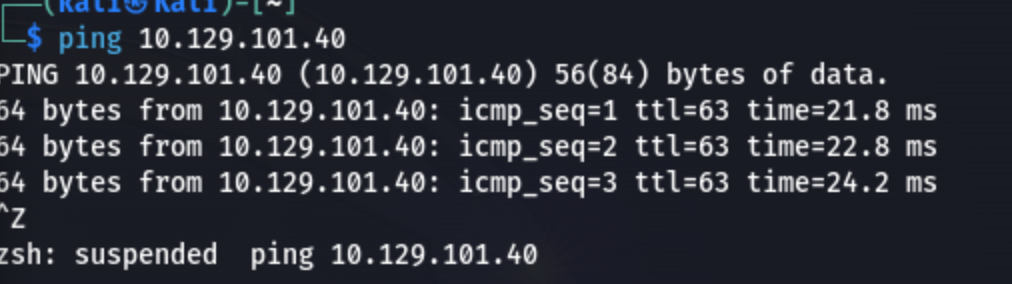 ┌──(kali㉿kali)-[~]
└─$ ping 10.129.101.40
PING 10.129.101.40 (10.129.101.40) 56(84) bytes of data.
64 bytes from 10.129.101.40: icmp_seq=1 ttl=63 time=21.8 ms
64 bytes from 10.129.101.40: icmp_seq=2 ttl=63 time=22.8 ms
64 bytes from 10.129.101.40: icmp_seq=3 ttl=63 time=24.2 ms
^Z
zsh: suspended  ping 10.129.101.40